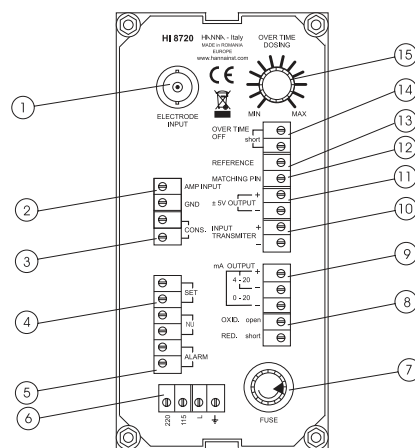 HI 8720
HANNA - Italy
MADE in ROMANIA
EUROPE
www.hannainst.com
OVER TIME
DOSING
CE
ELECTRODE
INPUT
MIN
MAX
OVER TIME
OFF
short
REFERENCE
MATCHING PIN
AMP INPUT
GND
± 5V OUTPUT
+
-
CONS.
INPUT
TRANSMITER
+
-
mA OUTPUT
+
4 - 20
-
0 - 20
-
SET
OXID. open
RED. short
NU
ALARM
FUSE
220
115
L
1
2
3
4
5
6
7
8
9
10
11
12
13
14
15